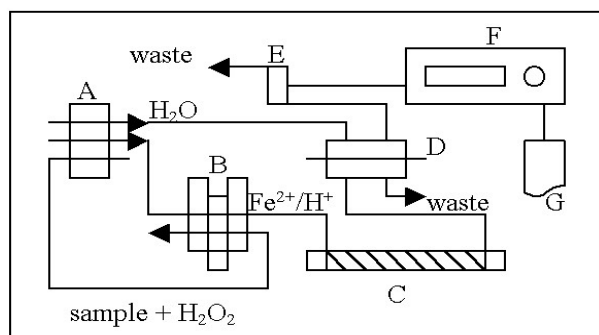 waste
E
F
A
H₂O
D
B
Fe²⁺/H⁺
waste
G
C
sample + H₂O₂